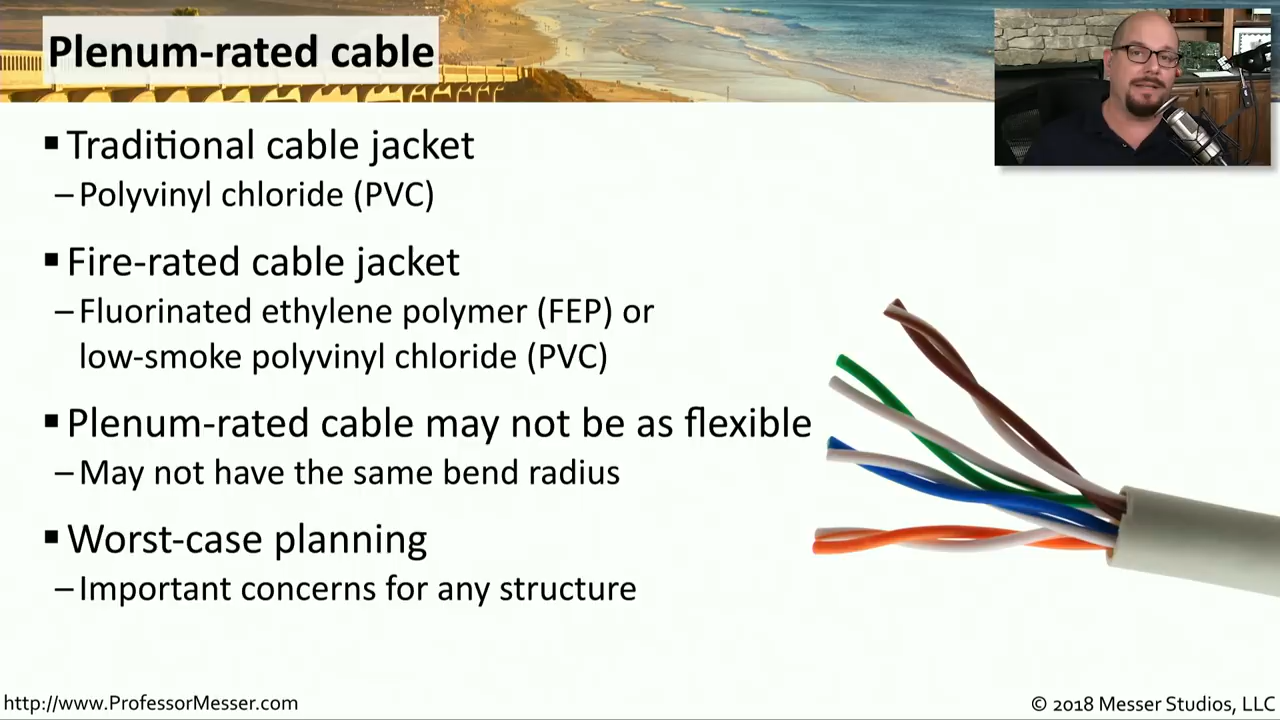 Plenum-rated cable
▪ Traditional cable jacket
– Polyvinyl chloride (PVC)
▪ Fire-rated cable jacket
– Fluorinated ethylene polymer (FEP) or
low-smoke polyvinyl chloride (PVC)
▪ Plenum-rated cable may not be as flexible
– May not have the same bend radius
▪ Worst-case planning
– Important concerns for any structure
http://www.ProfessorMesser.com
© 2018 Messer Studios, LLC